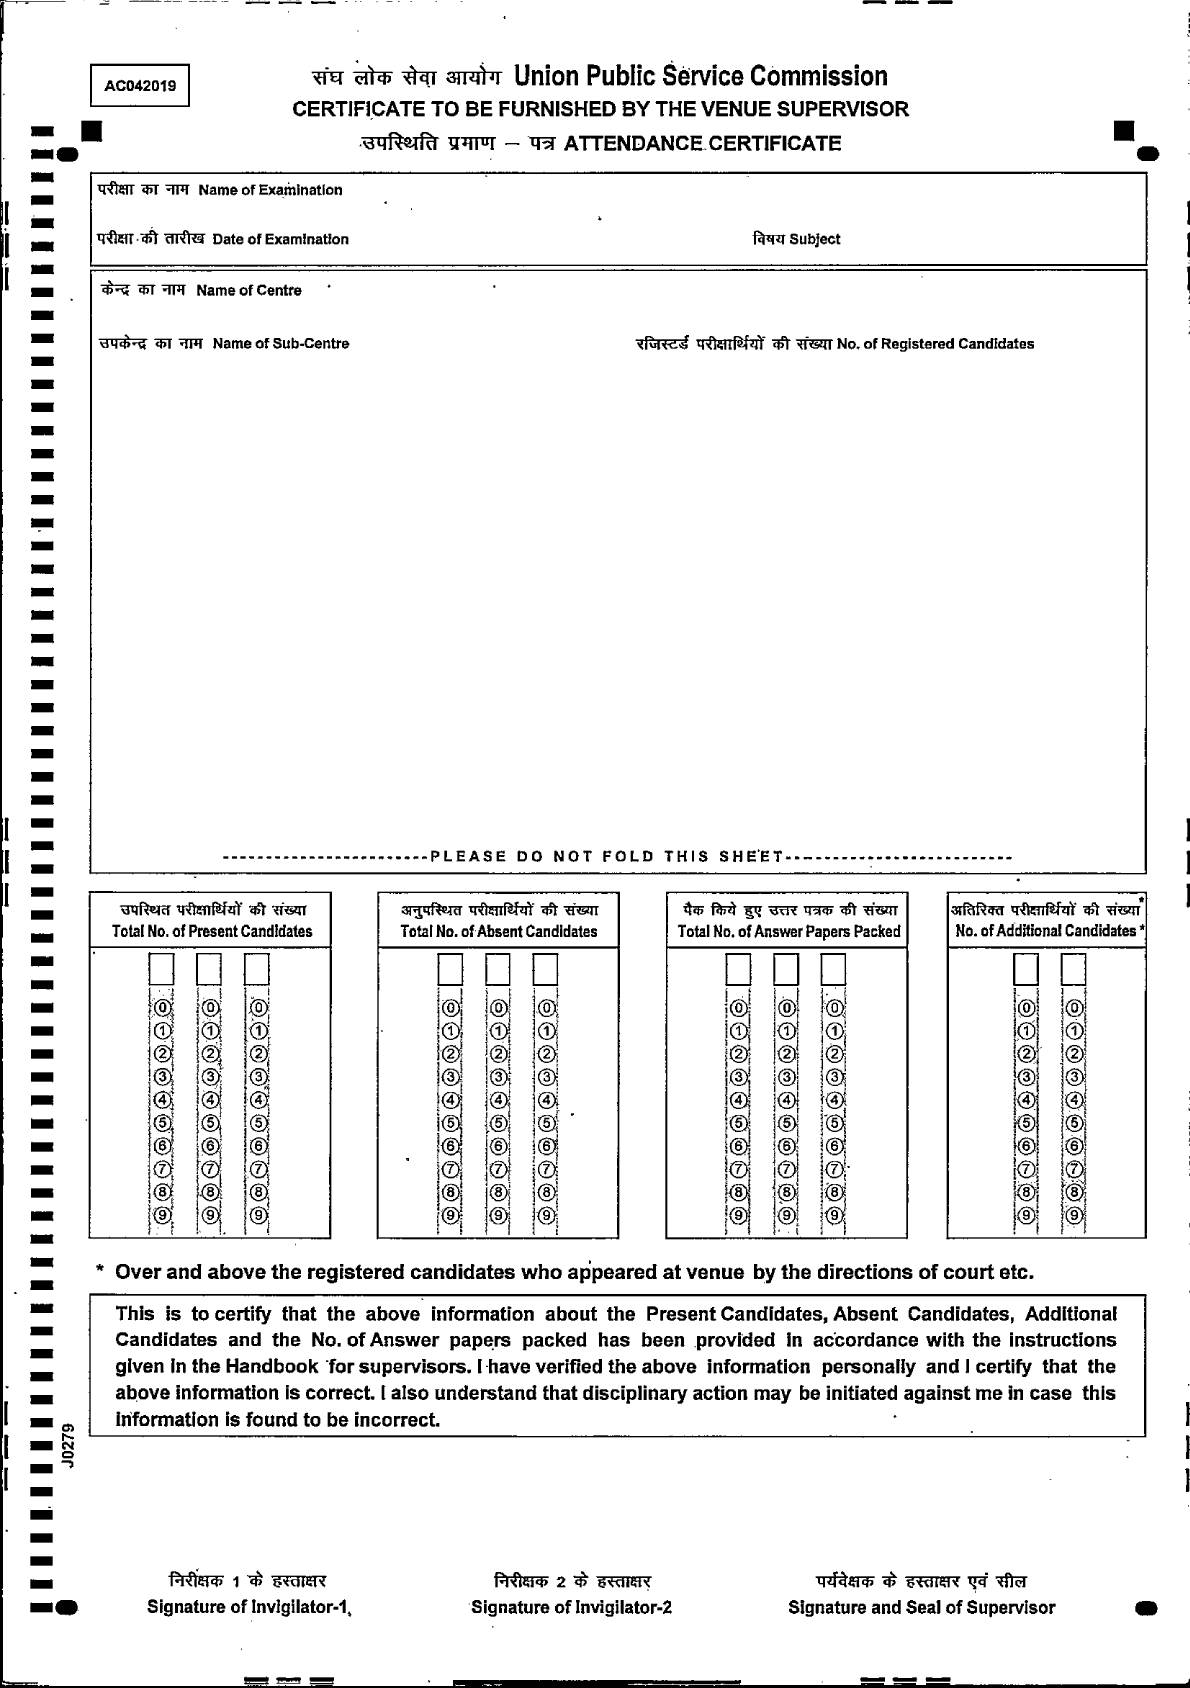 AC042019
संघ लोक सेवा आयोग Union Public Service Commission
CERTIFICATE TO BE FURNISHED BY THE VENUE SUPERVISOR
उपस्थिति प्रमाण – पत्र ATTENDANCE CERTIFICATE
परीक्षा का नाम Name of Examination
परीक्षा की तारीख Date of Examination विषय Subject
केन्द्र का नाम Name of Centre
उपकेन्द्र का नाम Name of Sub-Centre रजिस्टर्ड परीक्षार्थियों की संख्या No. of Registered Candidates
-------------------------PLEASE DO NOT FOLD THIS SHEET---------------------------
उपस्थित परीक्षार्थियों की संख्या अनुपस्थित परीक्षार्थियों की संख्या पैक किये हुए उत्तर पत्रक की संख्या अतिरिक्त परीक्षार्थियों की संख्या*
Total No. of Present Candidates Total No. of Absent Candidates Total No. of Answer Papers Packed No. of Additional Candidates *
0 0 0 0 0 0 0 0 0 0 0
1 1 1 1 1 1 1 1 1 1 1
2 2 2 2 2 2 2 2 2 2 2
3 3 3 3 3 3 3 3 3 3 3
4 4 4 4 4 4 4 4 4 4 4
5 5 5 5 5 5 5 5 5 5 5
6 6 6 6 6 6 6 6 6 6 6
7 7 7 7 7 7 7 7 7 7 7
8 8 8 8 8 8 8 8 8 8 8
9 9 9 9 9 9 9 9 9 9 9
* Over and above the registered candidates who appeared at venue by the directions of court etc.
This is to certify that the above information about the Present Candidates, Absent Candidates, Additional
Candidates and the No. of Answer papers packed has been provided in accordance with the instructions
given in the Handbook for supervisors. I have verified the above information personally and I certify that the
above information is correct. I also understand that disciplinary action may be initiated against me in case this
information is found to be incorrect.
J0279
निरीक्षक 1 के हस्ताक्षर निरीक्षक 2 के हस्ताक्षर पर्यवेक्षक के हस्ताक्षर एवं सील
Signature of Invigilator-1, Signature of Invigilator-2 Signature and Seal of Supervisor